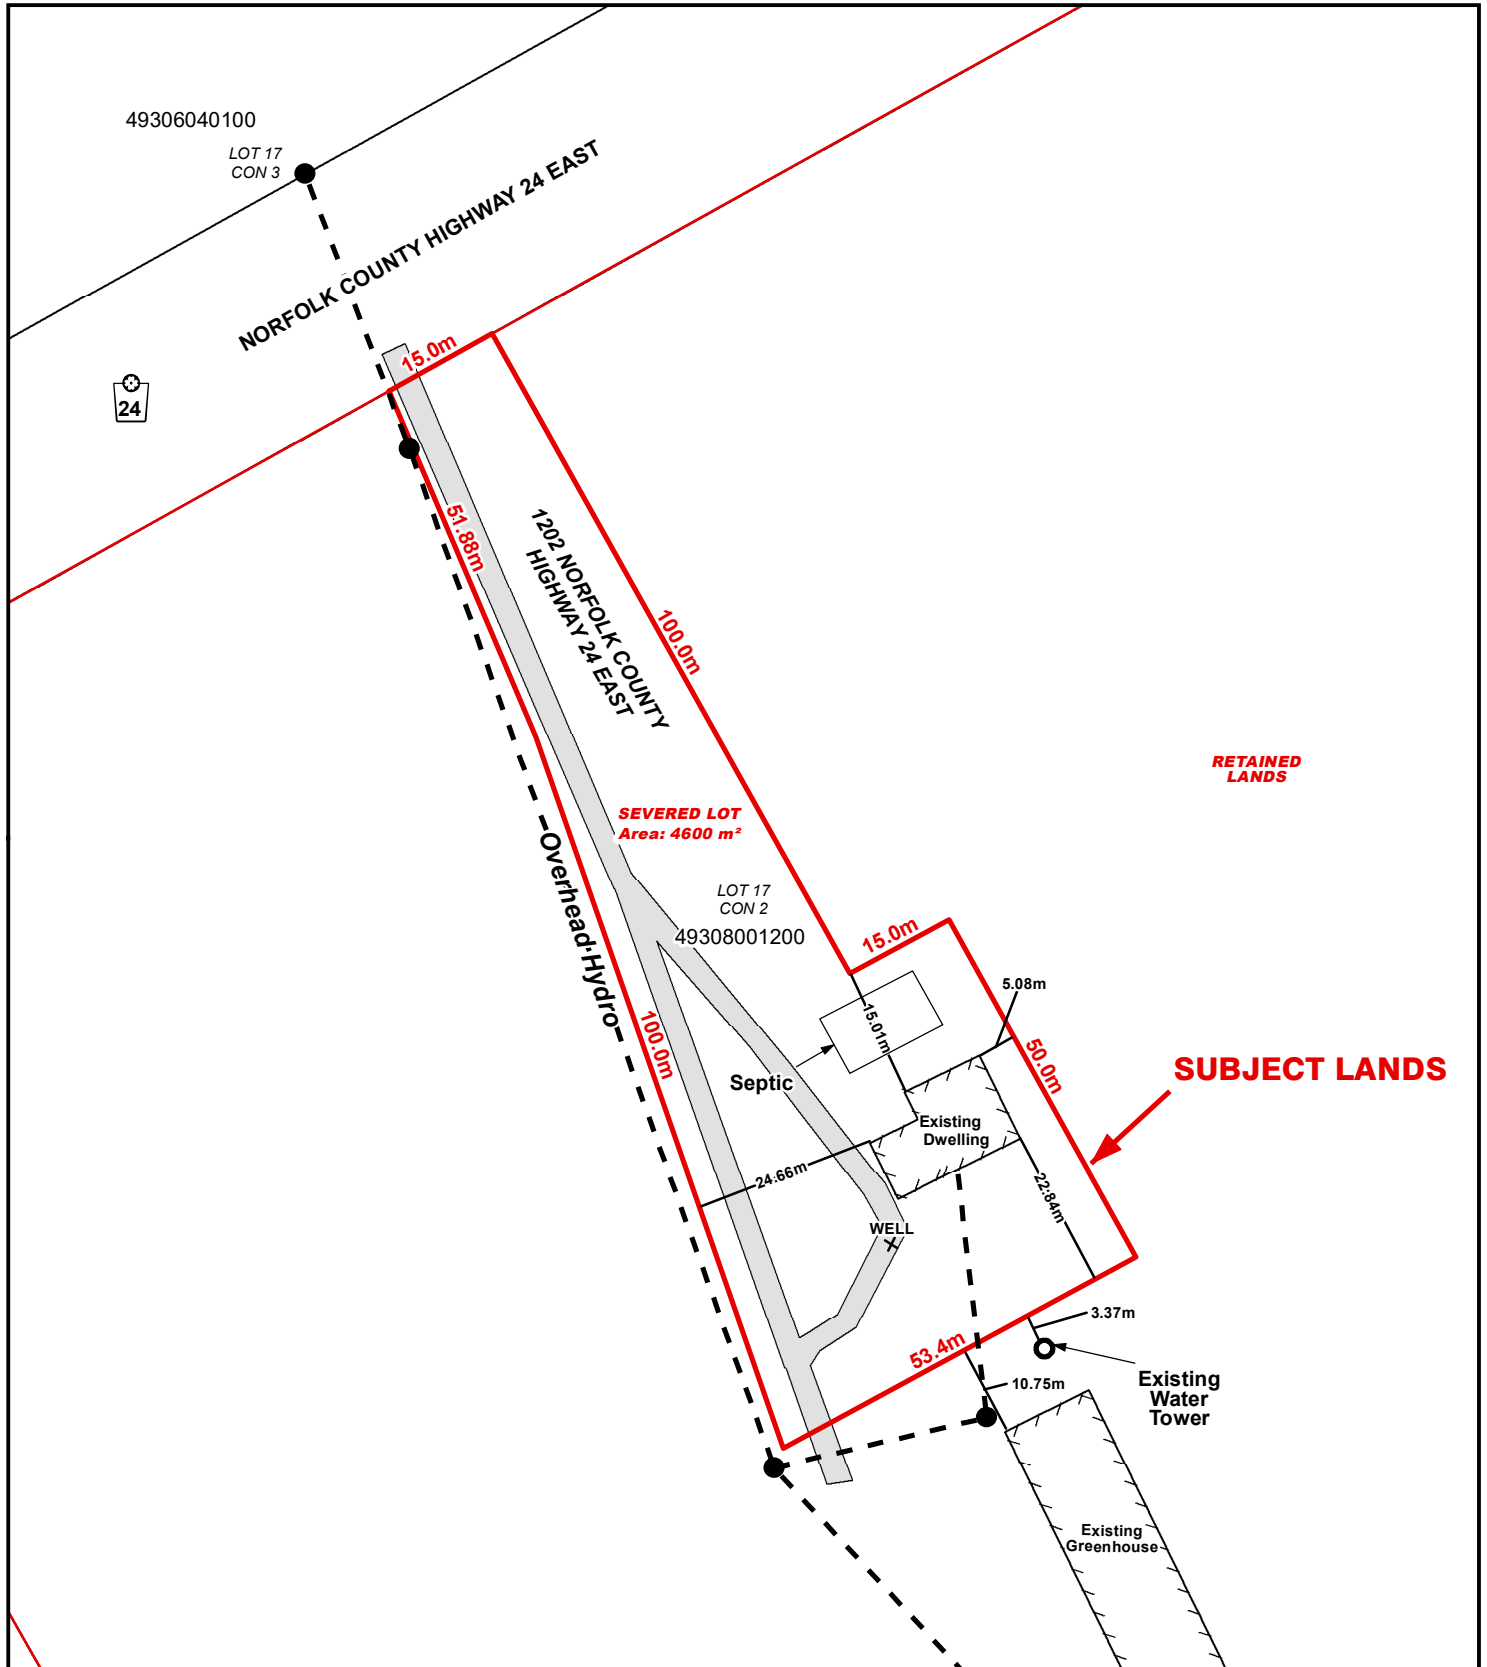 49306040100
LOT 17
CON 3
NORFOLK COUNTY HIGHWAY 24 EAST
24
15.0m
51.88m
1202 NORFOLK COUNTY
HIGHWAY 24 EAST
100.0m
RETAINED
LANDS
SEVERED LOT
Area: 4600 m²
Overhead Hydro
LOT 17
CON 2
49308001200
15.0m
5.08m
15.01m
100.0m
50.0m
SUBJECT LANDS
Septic
Existing
Dwelling
24.66m
22.84m
WELL
3.37m
53.4m
10.75m
Existing
Water
Tower
Existing
Greenhouse